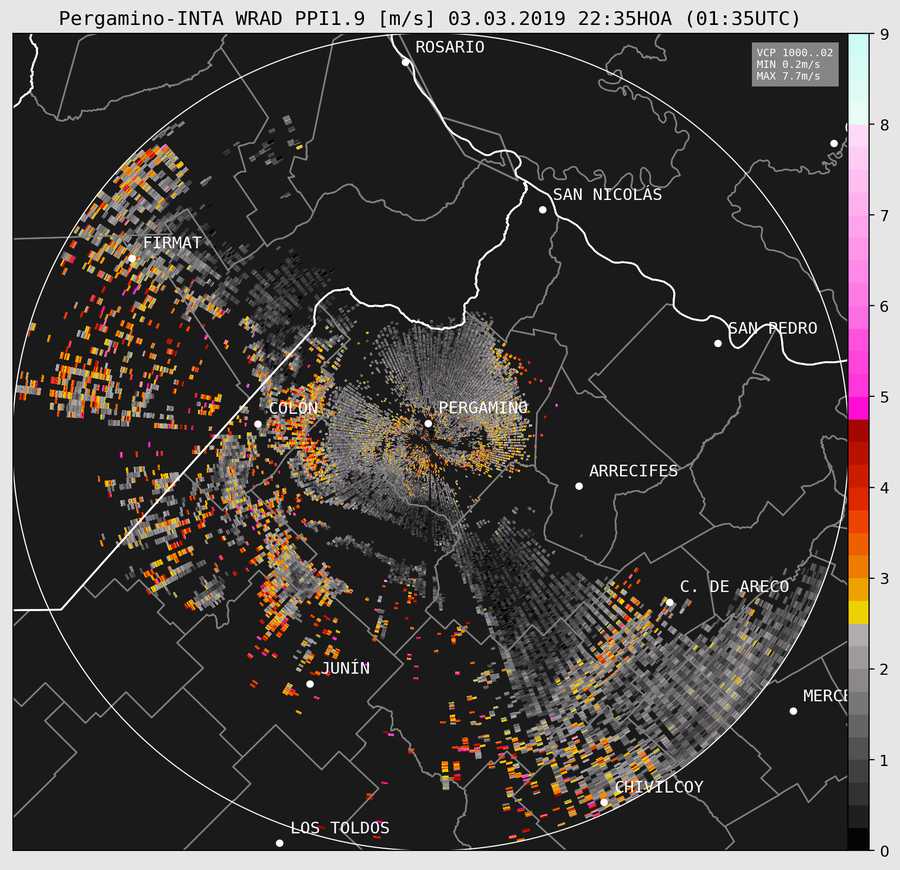 Pergamino-INTA WRAD PPI1.9 [m/s] 03.03.2019 22:35HOA (01:35UTC)
VCP 1000..02
MIN 0.2m/s
MAX 7.7m/s
ROSARIO
SAN NICOLÁS
FIRMAT
SAN PEDRO
COLÓN
PERGAMINO
ARRECIFES
C. DE ARECO
JUNÍN
MERCE
CHIVILCOY
LOS TOLDOS
9
8
7
6
5
4
3
2
1
0